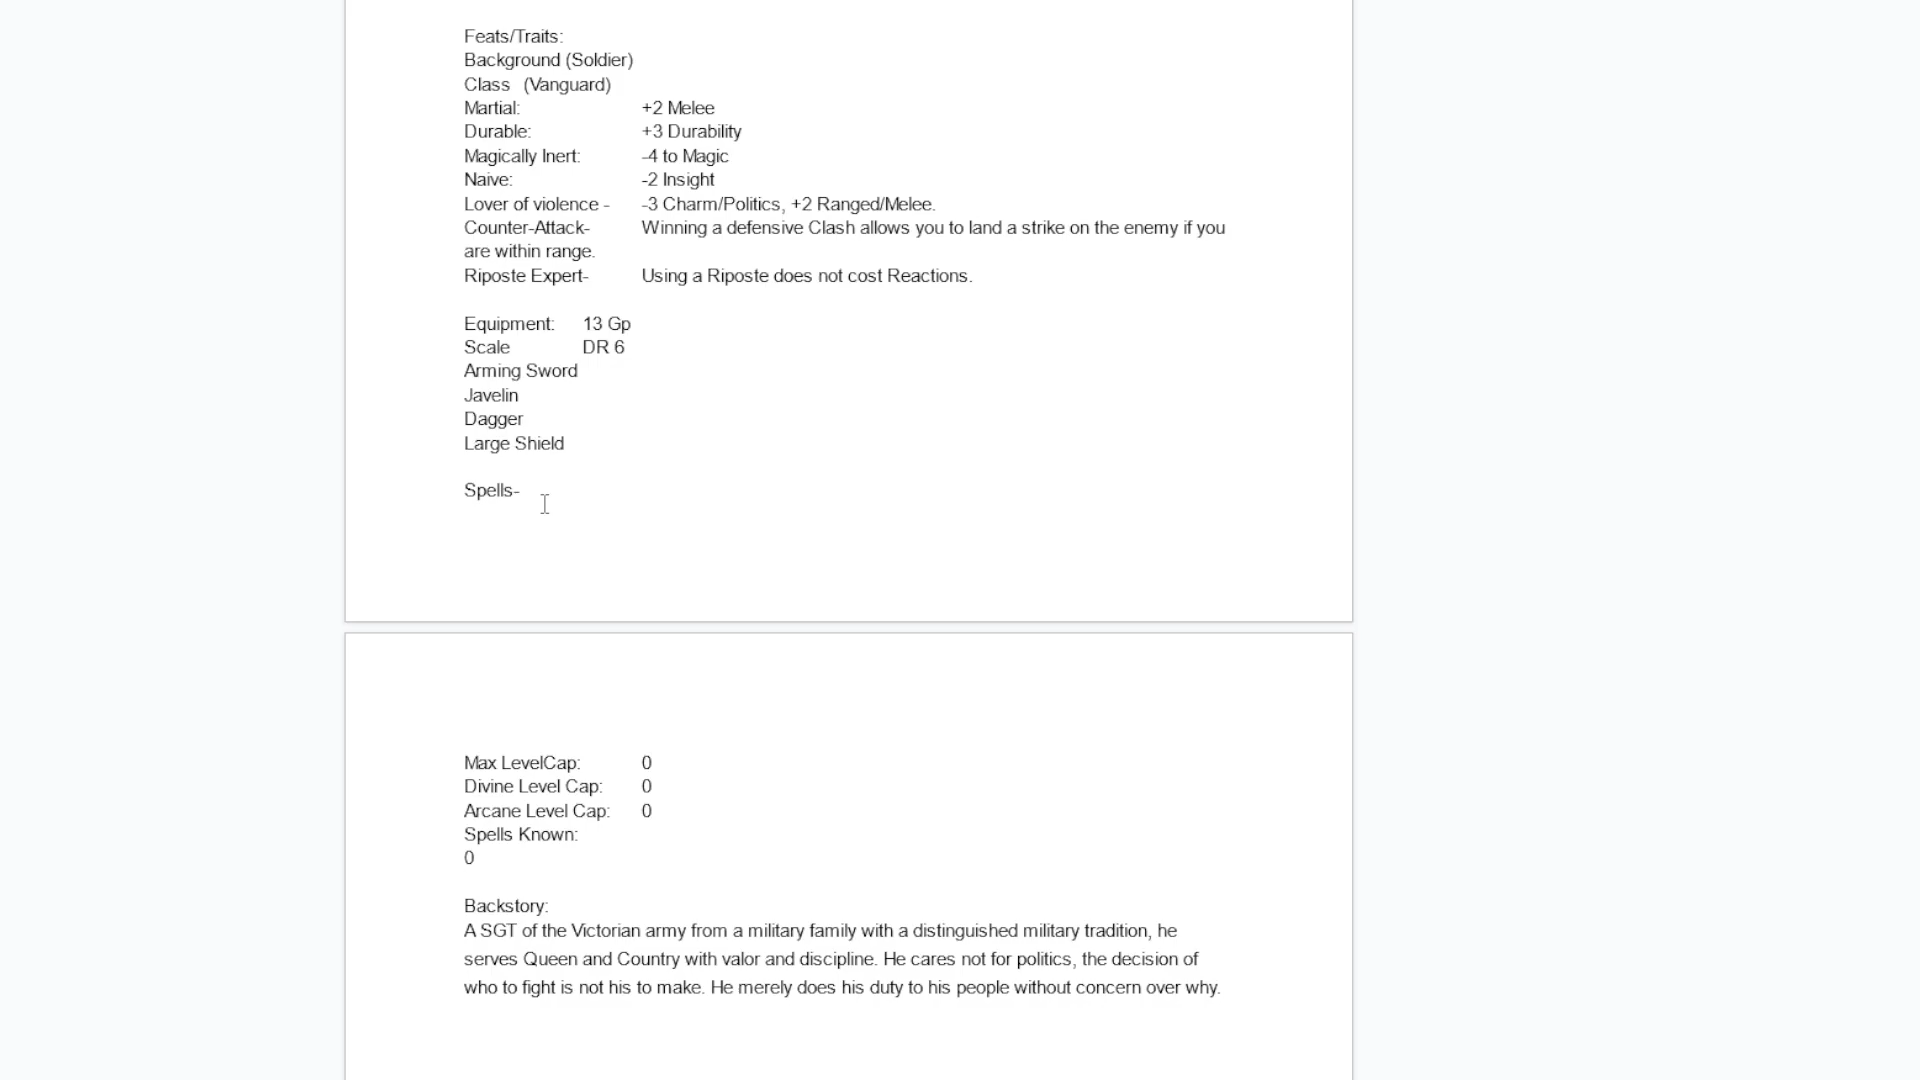 Feats/Traits:
Background (Soldier)
Class (Vanguard)
Martial: +2 Melee
Durable: +3 Durability
Magically Inert: -4 to Magic
Naive: -2 Insight
Lover of violence - -3 Charm/Politics, +2 Ranged/Melee.
Counter-Attack- Winning a defensive Clash allows you to land a strike on the enemy if you
are within range.
Riposte Expert- Using a Riposte does not cost Reactions.
Equipment: 13 Gp
Scale DR 6
Arming Sword
Javelin
Dagger
Large Shield
Spells-
Max LevelCap: 0
Divine Level Cap: 0
Arcane Level Cap: 0
Spells Known:
0
Backstory:
A SGT of the Victorian army from a military family with a distinguished military tradition, he
serves Queen and Country with valor and discipline. He cares not for politics, the decision of
who to fight is not his to make. He merely does his duty to his people without concern over why.